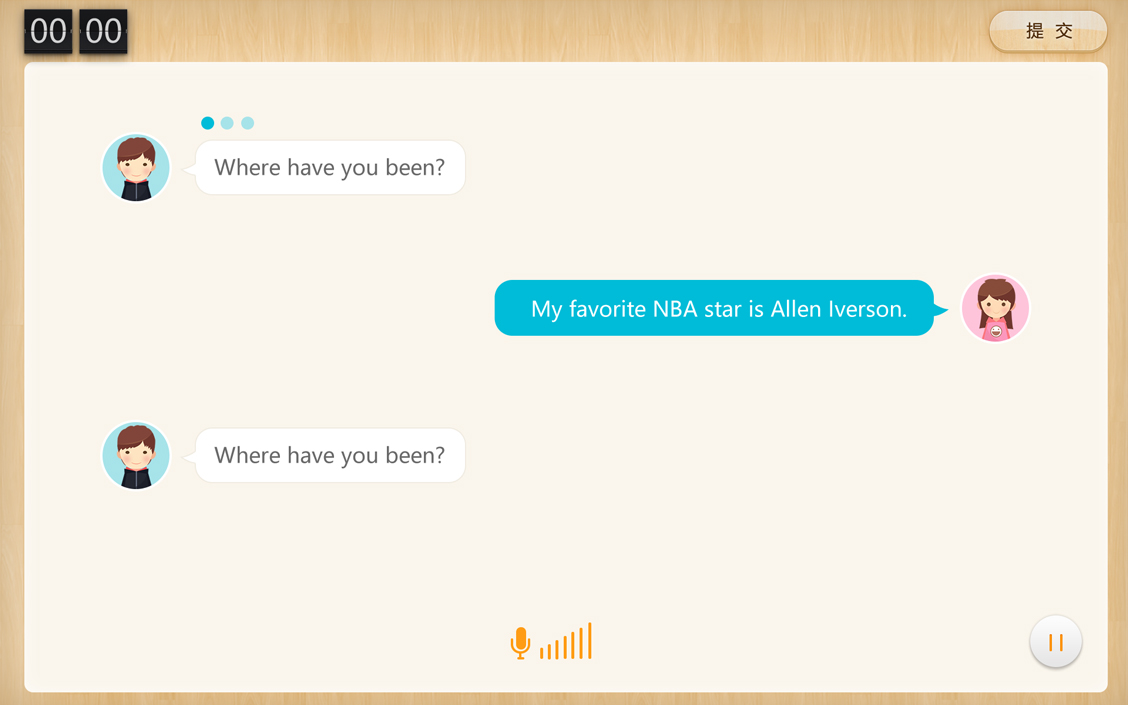 00 00
提 交
Where have you been?
My favorite NBA star is Allen Iverson.
Where have you been?